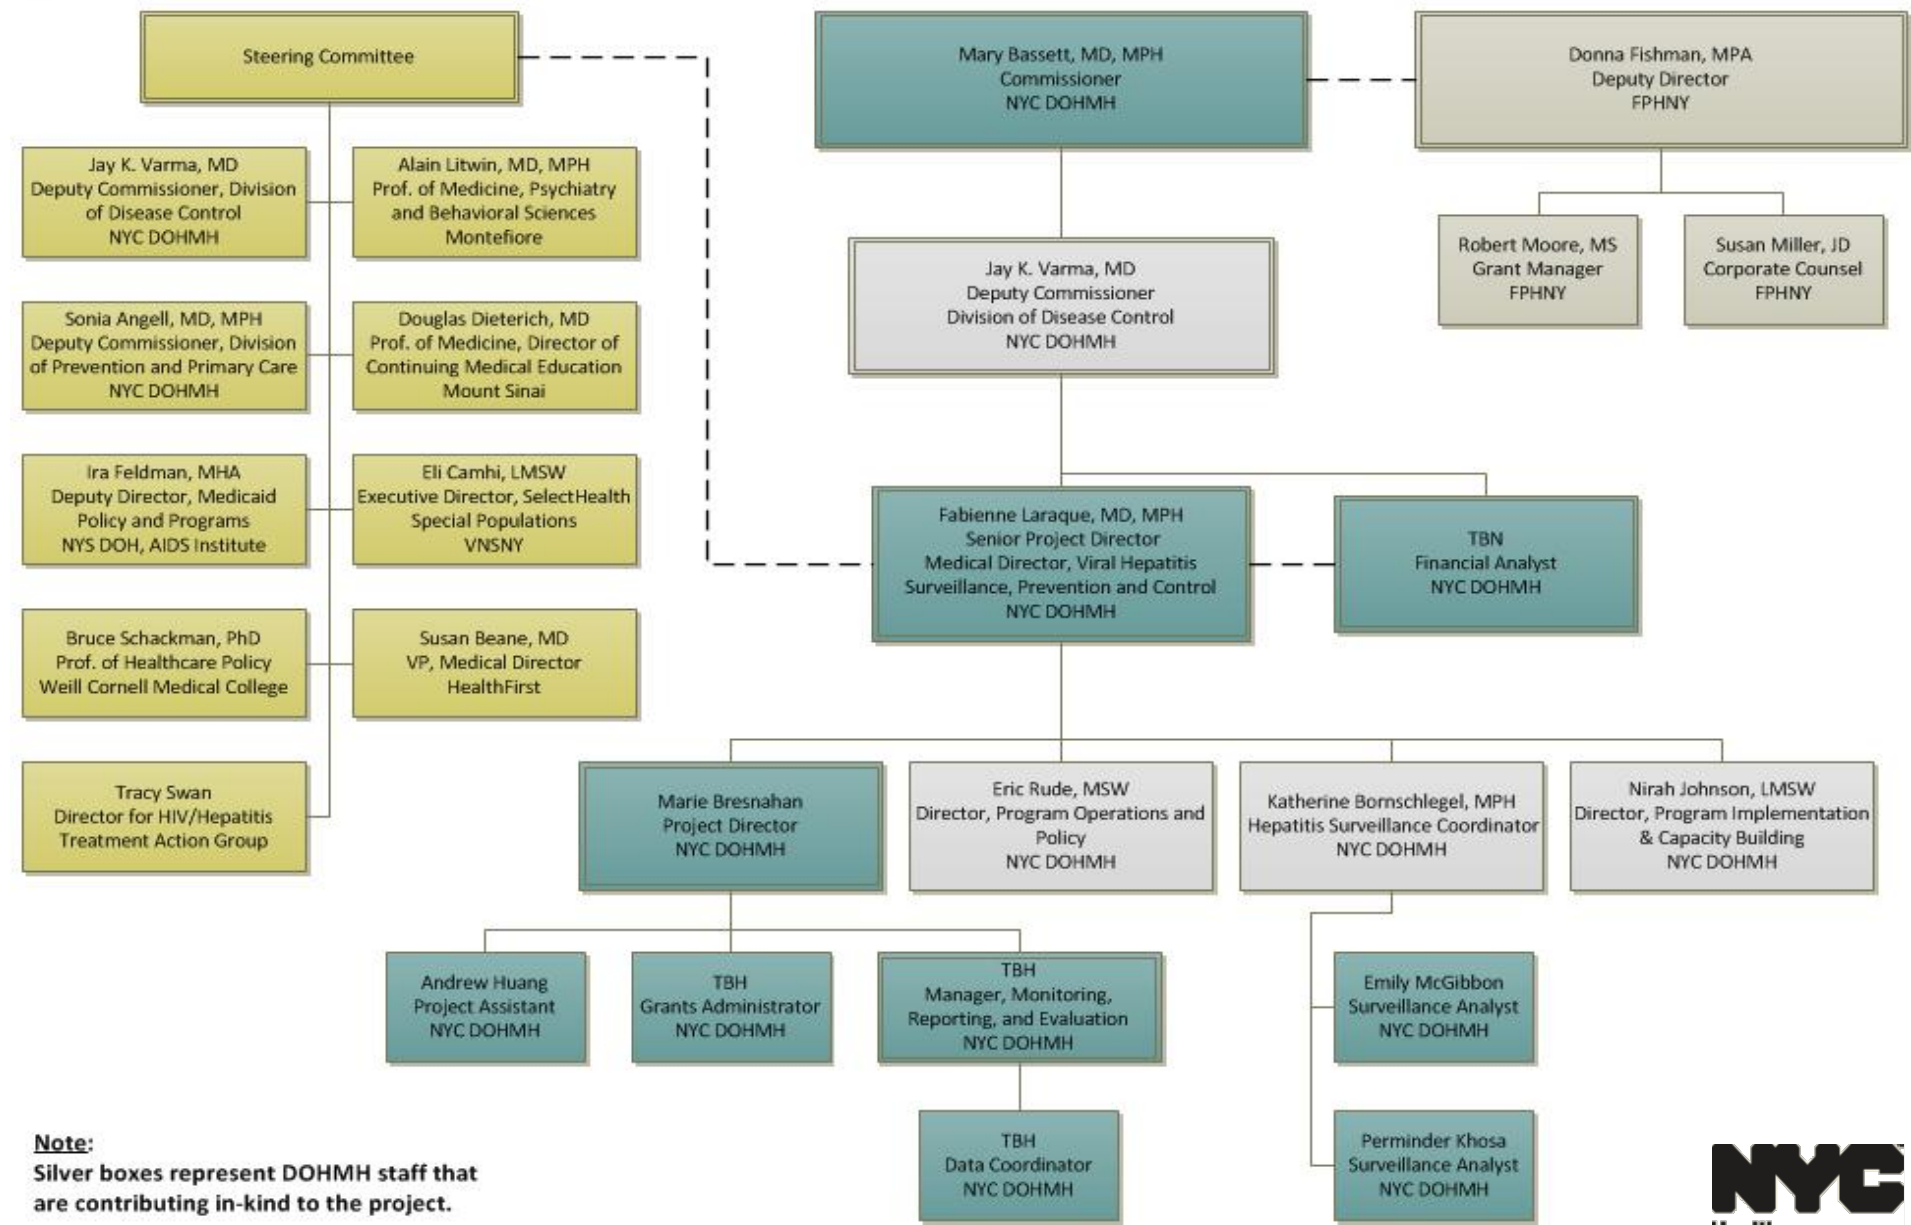 Steering Committee
Jay K. Varma, MD
Deputy Commissioner, Division
of Disease Control
NYC DOHMH
Alain Litwin, MD, MPH
Prof. of Medicine, Psychiatry
and Behavioral Sciences
Montefiore
Sonia Angell, MD, MPH
Deputy Commissioner, Division
of Prevention and Primary Care
NYC DOHMH
Douglas Dieterich, MD
Prof. of Medicine, Director of
Continuing Medical Education
Mount Sinai
Ira Feldman, MHA
Deputy Director, Medicaid
Policy and Programs
NYS DOH, AIDS Institute
Eli Camhi, LMSW
Executive Director, SelectHealth
Special Populations
VNSNY
Bruce Schackman, PhD
Prof. of Healthcare Policy
Weill Cornell Medical College
Susan Beane, MD
VP, Medical Director
HealthFirst
Tracy Swan
Director for HIV/Hepatitis
Treatment Action Group
Mary Bassett, MD, MPH
Commissioner
NYC DOHMH
Donna Fishman, MPA
Deputy Director
FPHNY
Robert Moore, MS
Grant Manager
FPHNY
Susan Miller, JD
Corporate Counsel
FPHNY
Jay K. Varma, MD
Deputy Commissioner
Division of Disease Control
NYC DOHMH
Fabienne Laraque, MD, MPH
Senior Project Director
Medical Director, Viral Hepatitis
Surveillance, Prevention and Control
NYC DOHMH
TBN
Financial Analyst
NYC DOHMH
Marie Bresnahan
Project Director
NYC DOHMH
Eric Rude, MSW
Director, Program Operations and
Policy
NYC DOHMH
Katherine Bornschlegel, MPH
Hepatitis Surveillance Coordinator
NYC DOHMH
Nirah Johnson, LMSW
Director, Program Implementation
& Capacity Building
NYC DOHMH
Andrew Huang
Project Assistant
NYC DOHMH
TBH
Grants Administrator
NYC DOHMH
TBH
Manager, Monitoring,
Reporting, and Evaluation
NYC DOHMH
TBH
Data Coordinator
NYC DOHMH
Emily McGibbon
Surveillance Analyst
NYC DOHMH
Perminder Khosa
Surveillance Analyst
NYC DOHMH
Note:
Silver boxes represent DOHMH staff that
are contributing in-kind to the project.
NYC